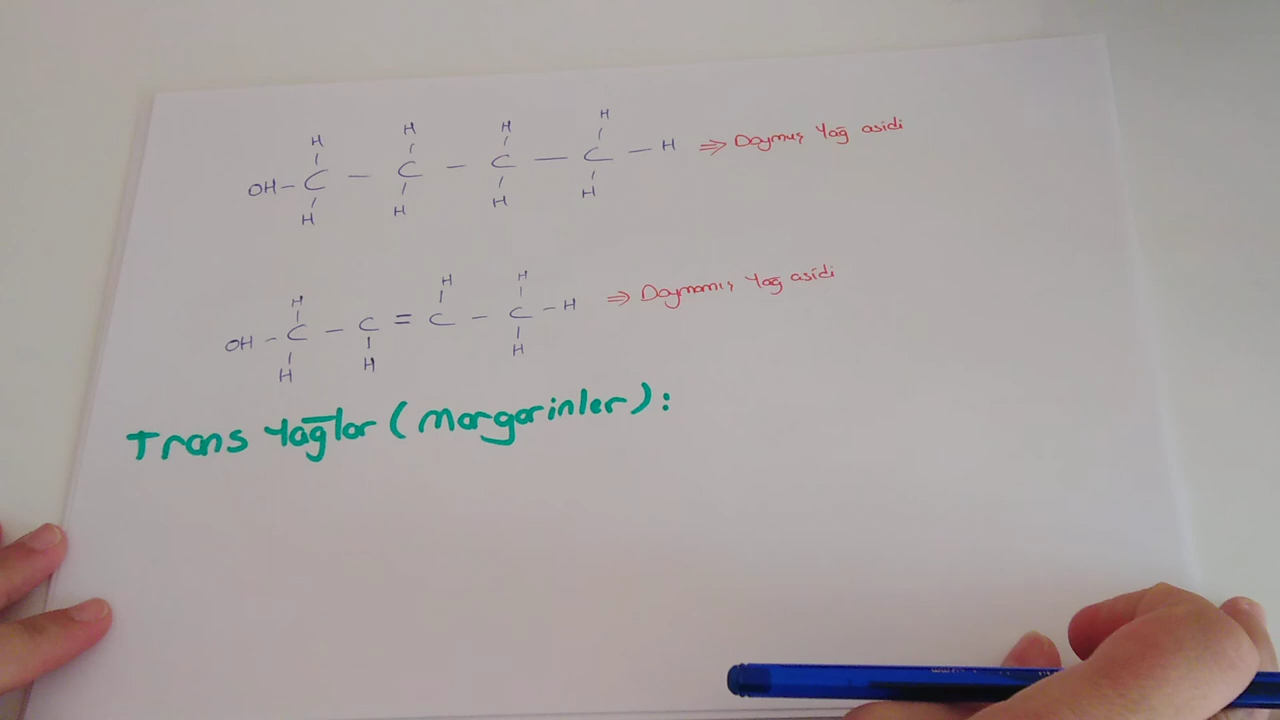 H H H H
OH – C – C – C – C – H ⇒ Doymuş Yağ asidi
H H H H
H H H
OH – C – C = C – C – H ⇒ Doymamış Yağ asidi
H H H
Trans Yağlar (Margarinler):